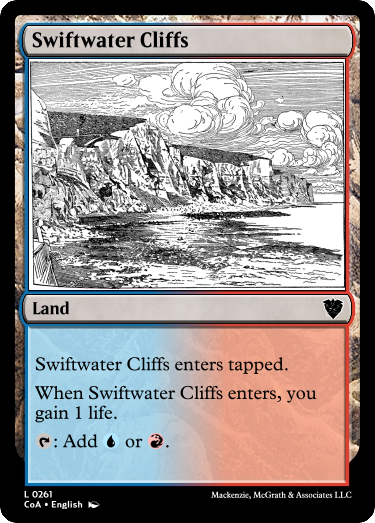 Swiftwater Cliffs
Land
Swiftwater Cliffs enters tapped.
When Swiftwater Cliffs enters, you
gain 1 life.
: Add or .
L 0261
CoA • English
Mackenzie, McGrath & Associates LLC